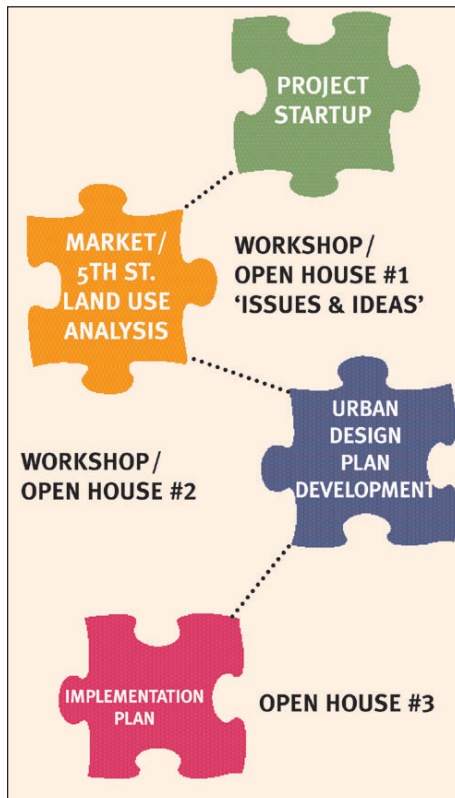 PROJECT
STARTUP
MARKET/
5TH ST.
LAND USE
ANALYSIS
WORKSHOP/
OPEN HOUSE #1
‘ISSUES & IDEAS’
URBAN
DESIGN
PLAN
DEVELOPMENT
WORKSHOP/
OPEN HOUSE #2
IMPLEMENTATION
PLAN
OPEN HOUSE #3